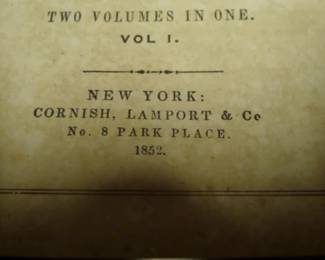 TWO VOLUMES IN ONE.
VOL I.
NEW YORK:
CORNISH, LAMPORT & Co
No. 8 PARK PLACE.
1852.